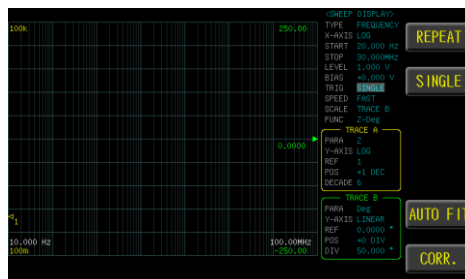 100k
250.00
0.0000
1
10.000 Hz
100.00MHz
100m
-250.00
<SWEEP DISPLAY>
TYPE FREQUENCY
X-AXIS LOG
START 20.000 Hz
STOP 30.000MHz
LEVEL 1.000 V
BIAS +0.000 V
TRIG SINGLE
SPEED FAST
SCALE TRACE B
FUNC Z-Deg
TRACE A
PARA Z
Y-AXIS LOG
REF 1
POS +1 DEC
DECADE 6
TRACE B
PARA Deg
Y-AXIS LINEAR
REF 0.0000 °
POS +0 DIV
DIV 50.000 °
REPEAT
SINGLE
AUTO FIT
CORR.